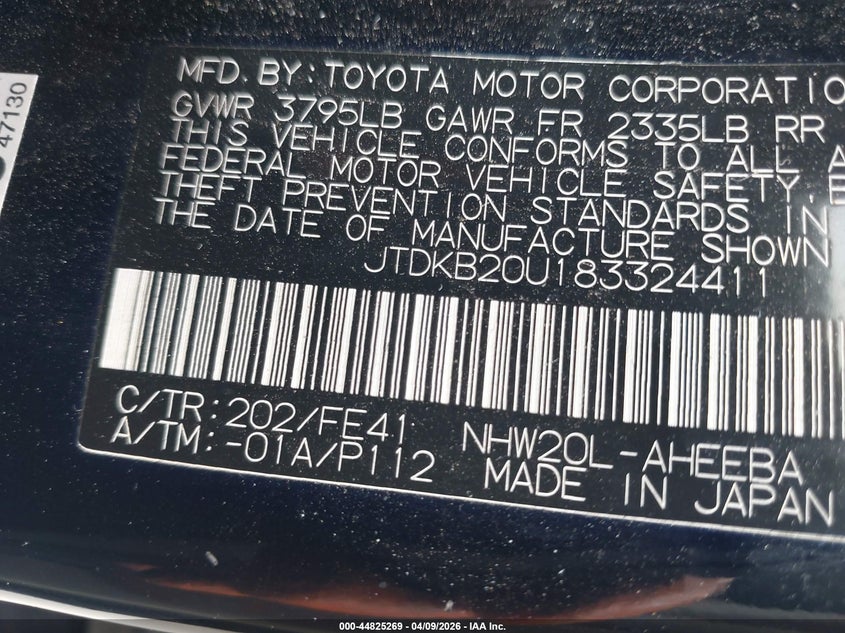 47130
MFD. BY: TOYOTA MOTOR CORPORATION
GVWR 3795LB GAWR FR 2335LB RR
THIS VEHICLE CONFORMS TO ALL A
FEDERAL MOTOR VEHICLE SAFETY,
THEFT PREVENTION STANDARDS IN
THE DATE OF MANUFACTURE SHOWN
JTDKB20U183324411
C/TR:202/FE41 NHW20L-AHEEBA
A/TM:-01A/P112 MADE IN JAPAN
000-44825269 - 04/09/2026 - IAA Inc.